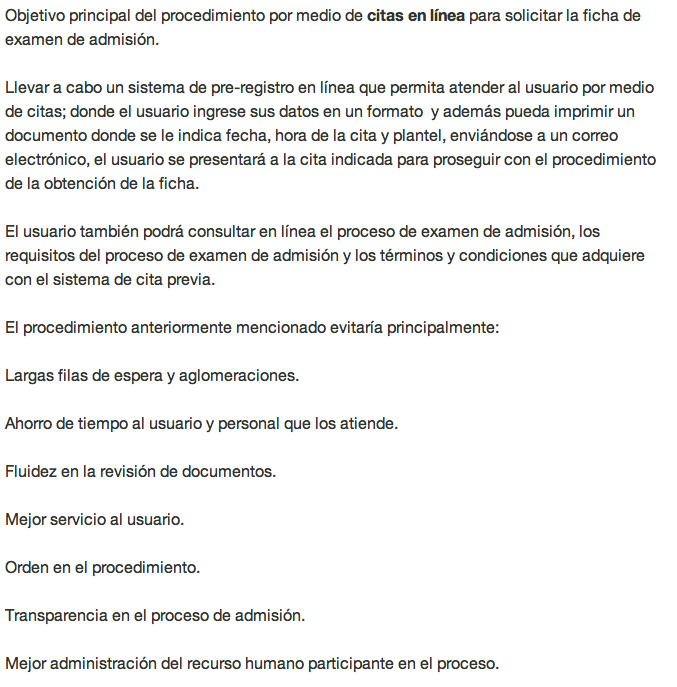 Objetivo principal del procedimiento por medio de citas en línea para solicitar la ficha de
examen de admisión.
Llevar a cabo un sistema de pre-registro en línea que permita atender al usuario por medio
de citas; donde el usuario ingrese sus datos en un formato y además pueda imprimir un
documento donde se le indica fecha, hora de la cita y plantel, enviándose a un correo
electrónico, el usuario se presentará a la cita indicada para proseguir con el procedimiento
de la obtención de la ficha.
El usuario también podrá consultar en línea el proceso de examen de admisión, los
requisitos del proceso de examen de admisión y los términos y condiciones que adquiere
con el sistema de cita previa.
El procedimiento anteriormente mencionado evitaría principalmente:
Largas filas de espera y aglomeraciones.
Ahorro de tiempo al usuario y personal que los atiende.
Fluidez en la revisión de documentos.
Mejor servicio al usuario.
Orden en el procedimiento.
Transparencia en el proceso de admisión.
Mejor administración del recurso humano participante en el proceso.